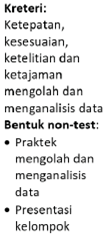 Kreteri:
Ketepatan,
kesesuaian,
ketelitian dan
ketajaman
mengolah dan
menganalisis data
Bentuk non-test:
• Praktek
mengolah dan
menganalisis
data
• Presentasi
kelompok